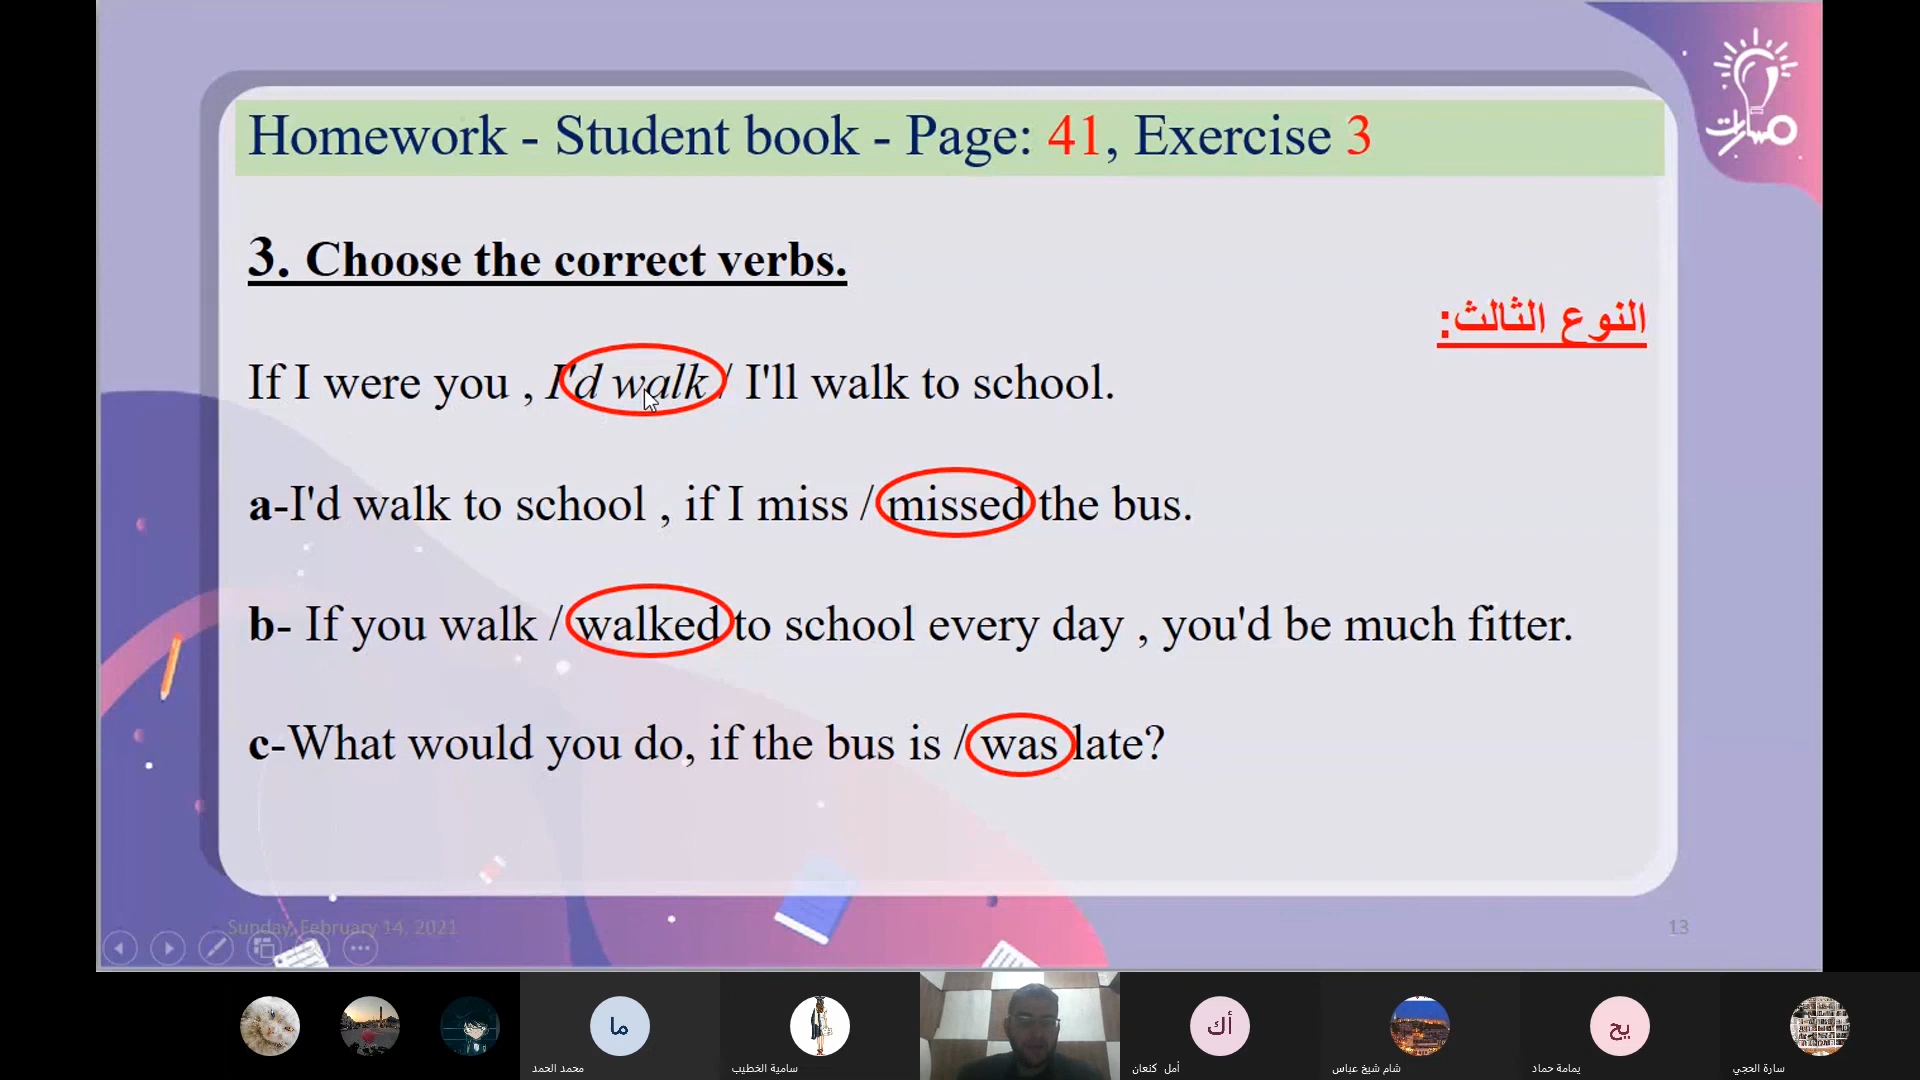 مسارات
Homework - Student book - Page: 41, Exercise 3
3. Choose the correct verbs.
النوع الثالث:
If I were you , I'd walk / I'll walk to school.
a-I'd walk to school , if I miss / missed the bus.
b- If you walk / walked to school every day , you'd be much fitter.
c-What would you do, if the bus is / was late?
Sunday, February 14, 2021
13
ما
أك
يح
محمد الحمد
سامية الخطيب
أمل كنعان
شام شيخ عباس
يمامة حماد
سارة الحجي